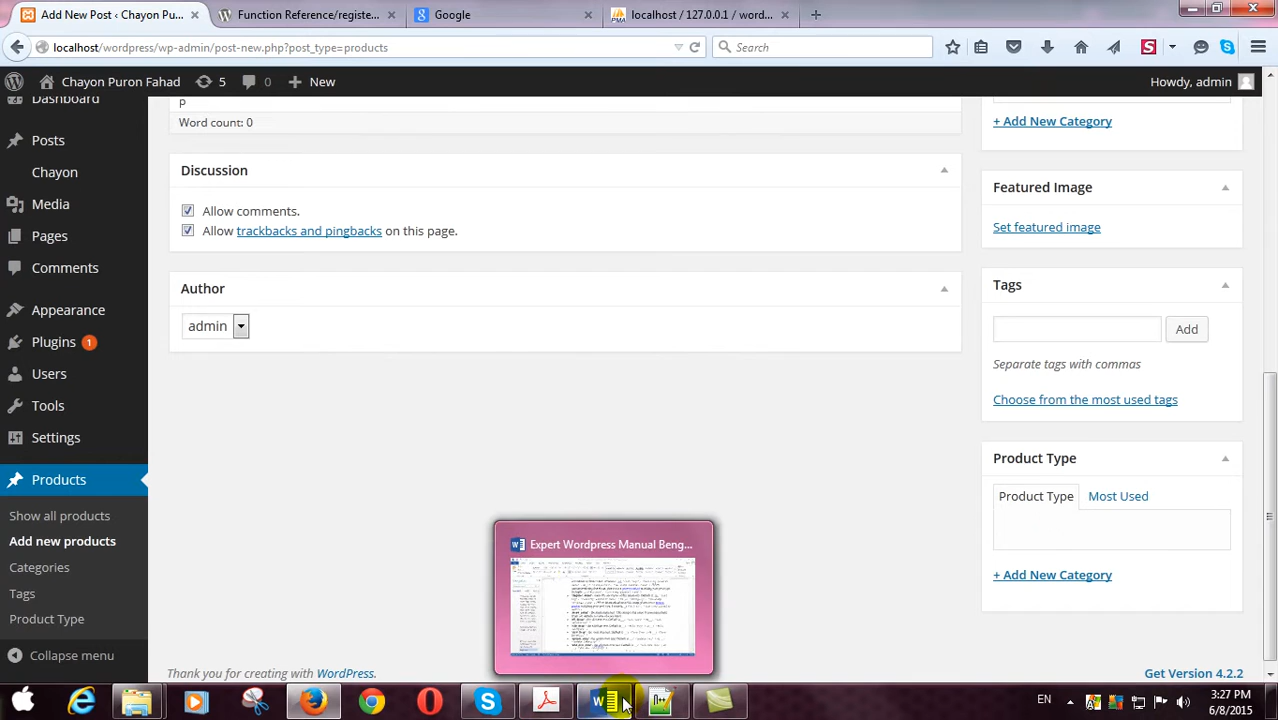 Add New Post ‹ Chayon Pu...
Function Reference/registe...
Google
localhost / 127.0.0.1 / word...
localhost/wordpress/wp-admin/post-new.php?post_type=products
Search
Chayon Puron Fahad
5
0
New
Howdy, admin
Dashboard
Posts
Chayon
Media
Pages
Comments
Appearance
Plugins 1
Users
Tools
Settings
Products
Show all products
Add new products
Categories
Tags
Product Type
Collapse menu
p
Word count: 0
Discussion
Allow comments.
Allow trackbacks and pingbacks on this page.
Author
admin
+ Add New Category
Featured Image
Set featured image
Tags
Add
Separate tags with commas
Choose from the most used tags
Product Type
Product Type
Most Used
+ Add New Category
Expert Wordpress Manual Beng...
Thank you for creating with WordPress.
Get Version 4.2.2
EN
3:27 PM
6/8/2015